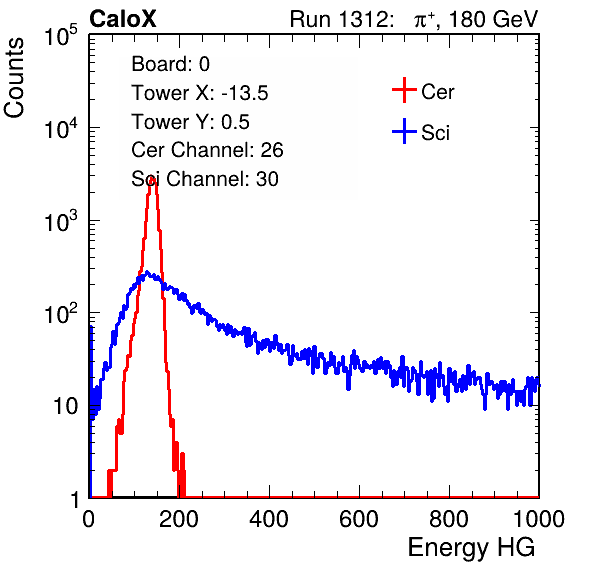 CaloX Run 1312: π⁺, 180 GeV
Counts
10⁵
10⁴
10³
10²
10
1
Board: 0
Tower X: -13.5
Tower Y: 0.5
Cer Channel: 26
Sci Channel: 30
Cer
Sci
0 200 400 600 800 1000
Energy HG